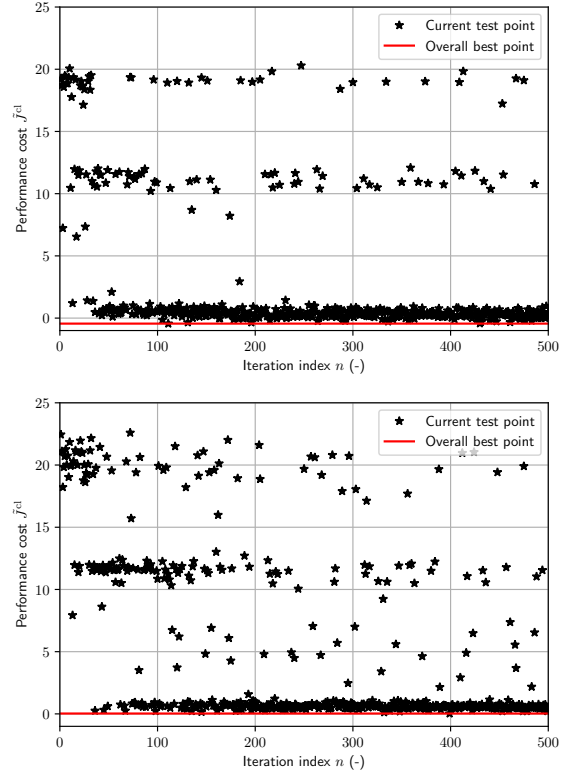 25
20
15
10
5
0
Performance cost J̃ᶜˡ
Current test point
Overall best point
0 100 200 300 400 500
Iteration index n (-)
25
20
15
10
5
0
Performance cost J̃ᶜˡ
Current test point
Overall best point
0 100 200 300 400 500
Iteration index n (-)